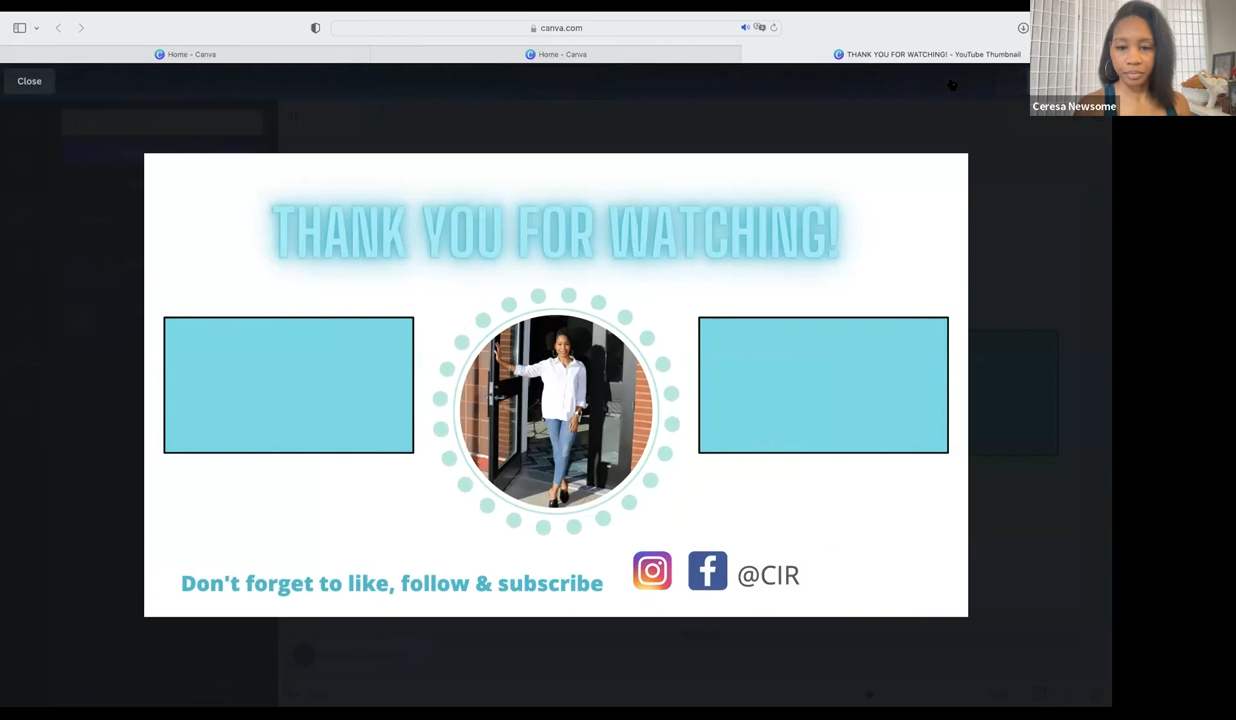 canva.com
Home - Canva
Home - Canva
THANK YOU FOR WATCHING! - YouTube Thumbnail
Close
Ceresa Newsome
THANK YOU FOR WATCHING!
Don't forget to like, follow & subscribe
@CIR